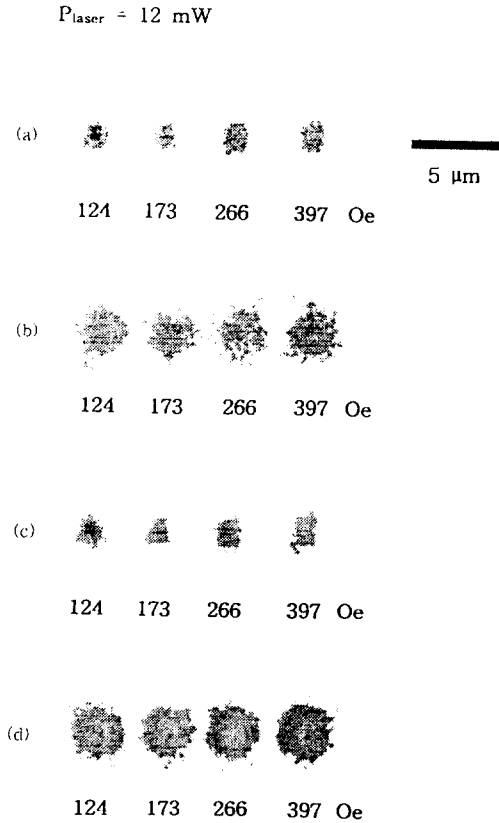 Plaser = 12 mW
(a)
124 173 266 397 Oe
5 μm
(b)
124 173 266 397 Oe
(c)
124 173 266 397 Oe
(d)
124 173 266 397 Oe